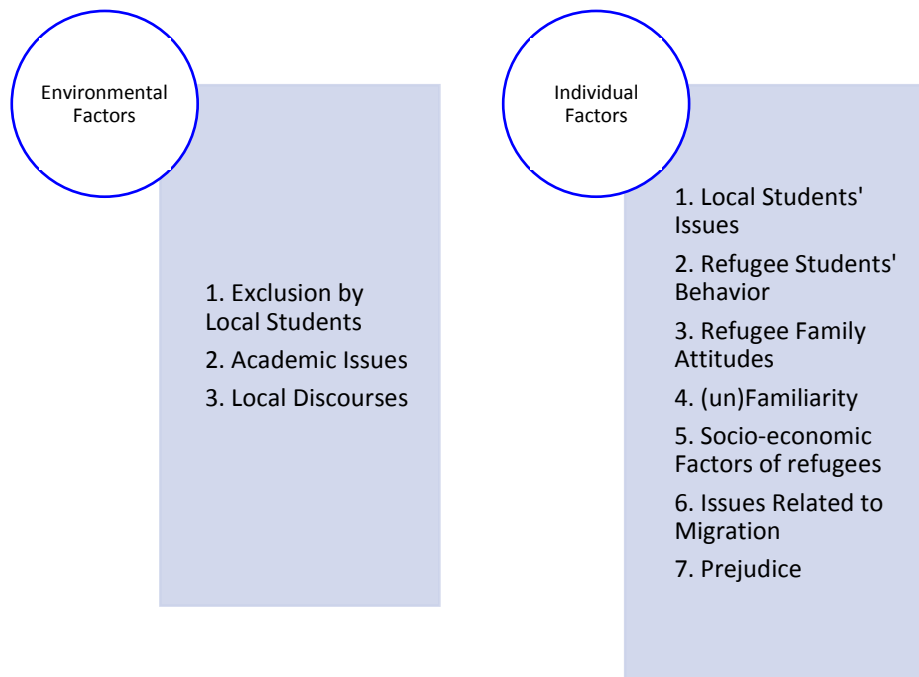 Environmental
Factors
1. Exclusion by
Local Students
2. Academic Issues
3. Local Discourses
Individual
Factors
1. Local Students'
Issues
2. Refugee Students'
Behavior
3. Refugee Family
Attitudes
4. (un)Familiarity
5. Socio-economic
Factors of refugees
6. Issues Related to
Migration
7. Prejudice